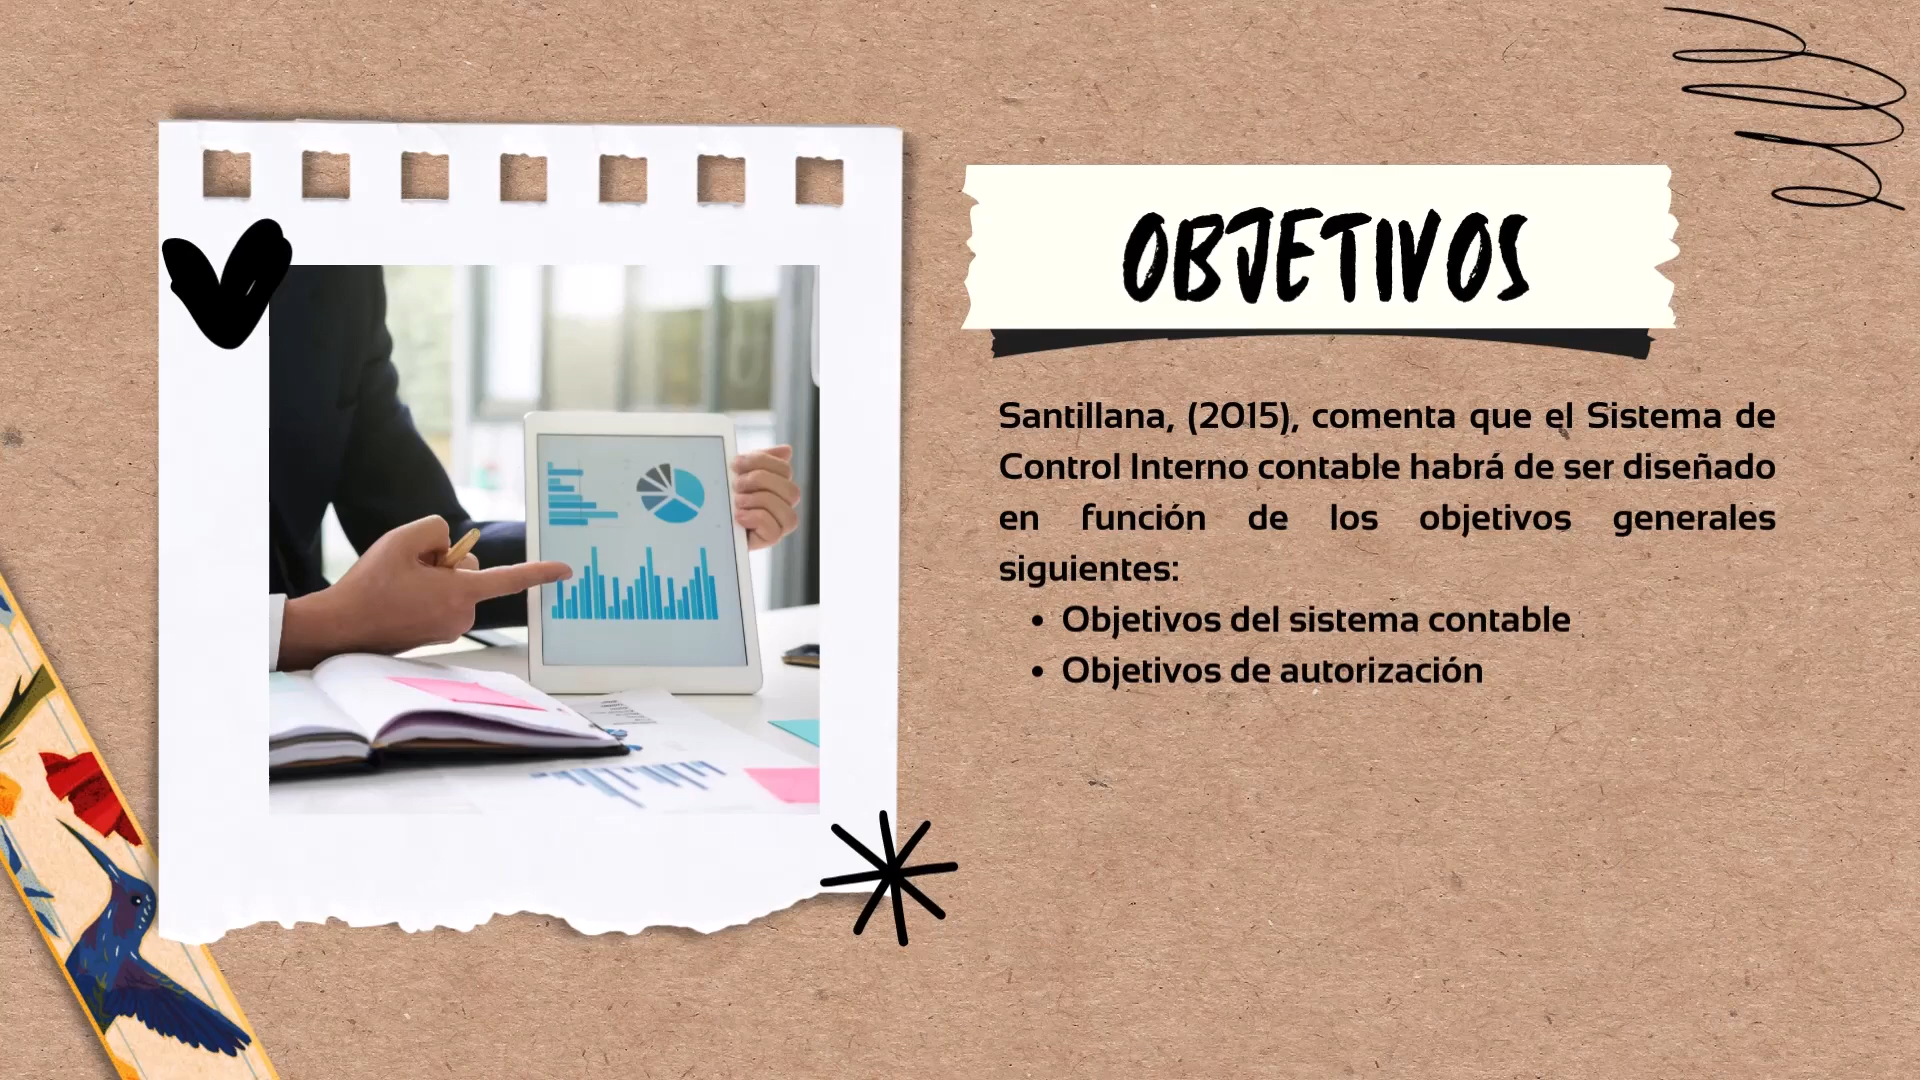 OBJETIVOS
Santillana, (2015), comenta que el Sistema de
Control Interno contable habrá de ser diseñado
en función de los objetivos generales
siguientes:
• Objetivos del sistema contable
• Objetivos de autorización